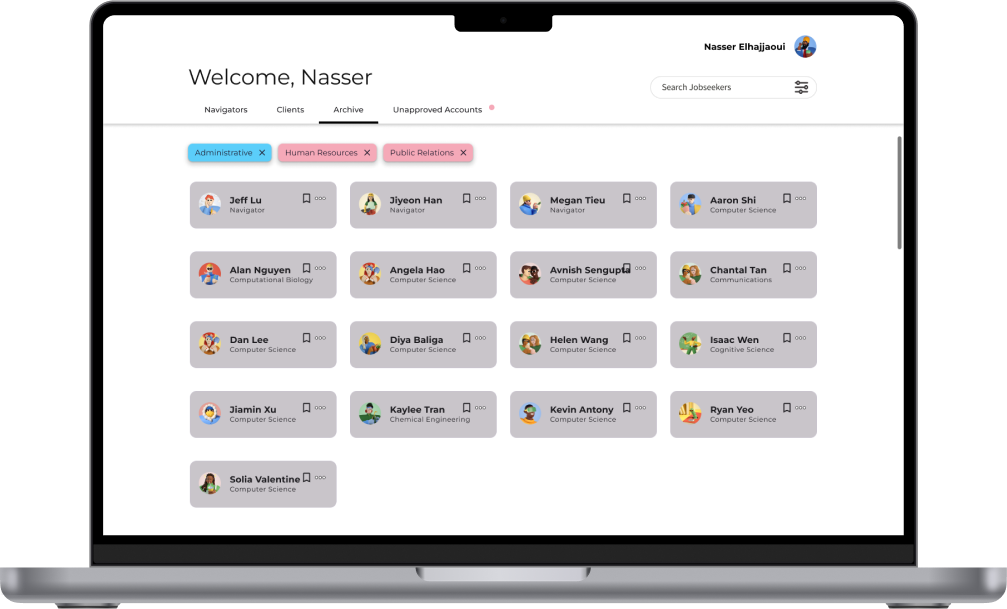 Nasser Elhajjaoui
Welcome, Nasser
Search Jobseekers
Navigators Clients Archive Unapproved Accounts
Administrative Human Resources Public Relations
Jeff Lu
Navigator
Jiyeon Han
Navigator
Megan Tieu
Navigator
Aaron Shi
Computer Science
Alan Nguyen
Computational Biology
Angela Hao
Computer Science
Avnish Sengupta
Computer Science
Chantal Tan
Communications
Dan Lee
Computer Science
Diya Baliga
Computer Science
Helen Wang
Computer Science
Isaac Wen
Cognitive Science
Jiamin Xu
Computer Science
Kaylee Tran
Chemical Engineering
Kevin Antony
Computer Science
Ryan Yeo
Computer Science
Solia Valentine
Computer Science